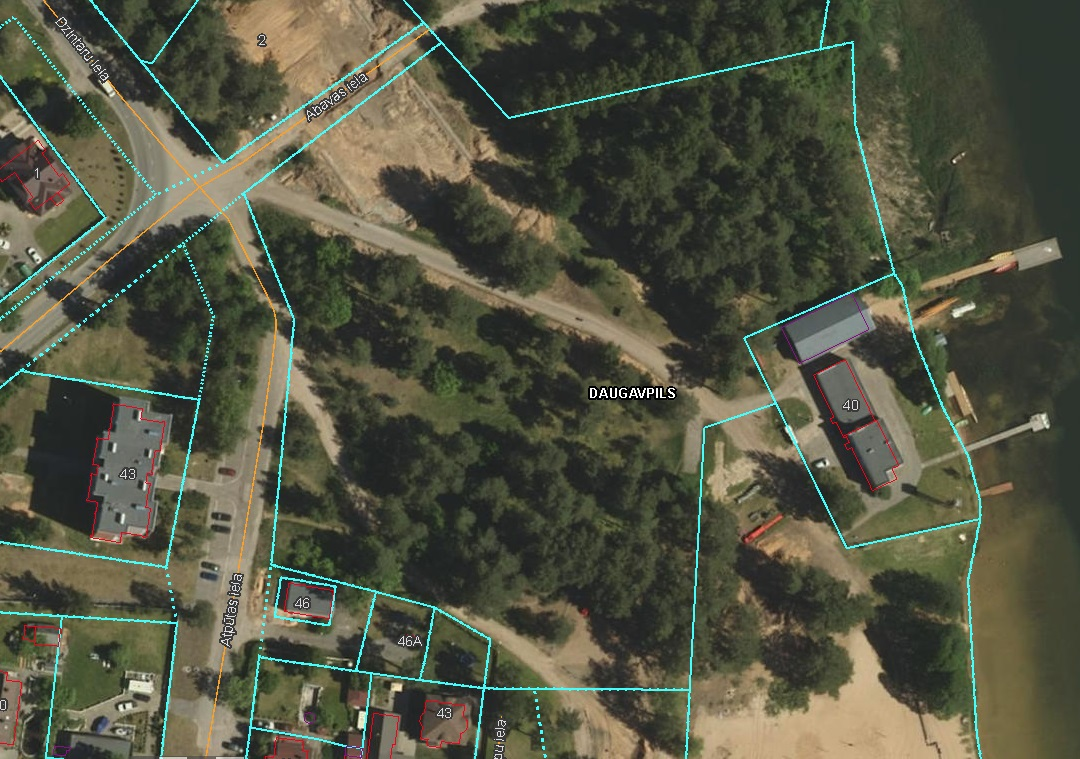 Dzintaru iela
2
Abavas iela
1
DAUGAVPILS
40
43
Atpūtas iela
46
46A
43